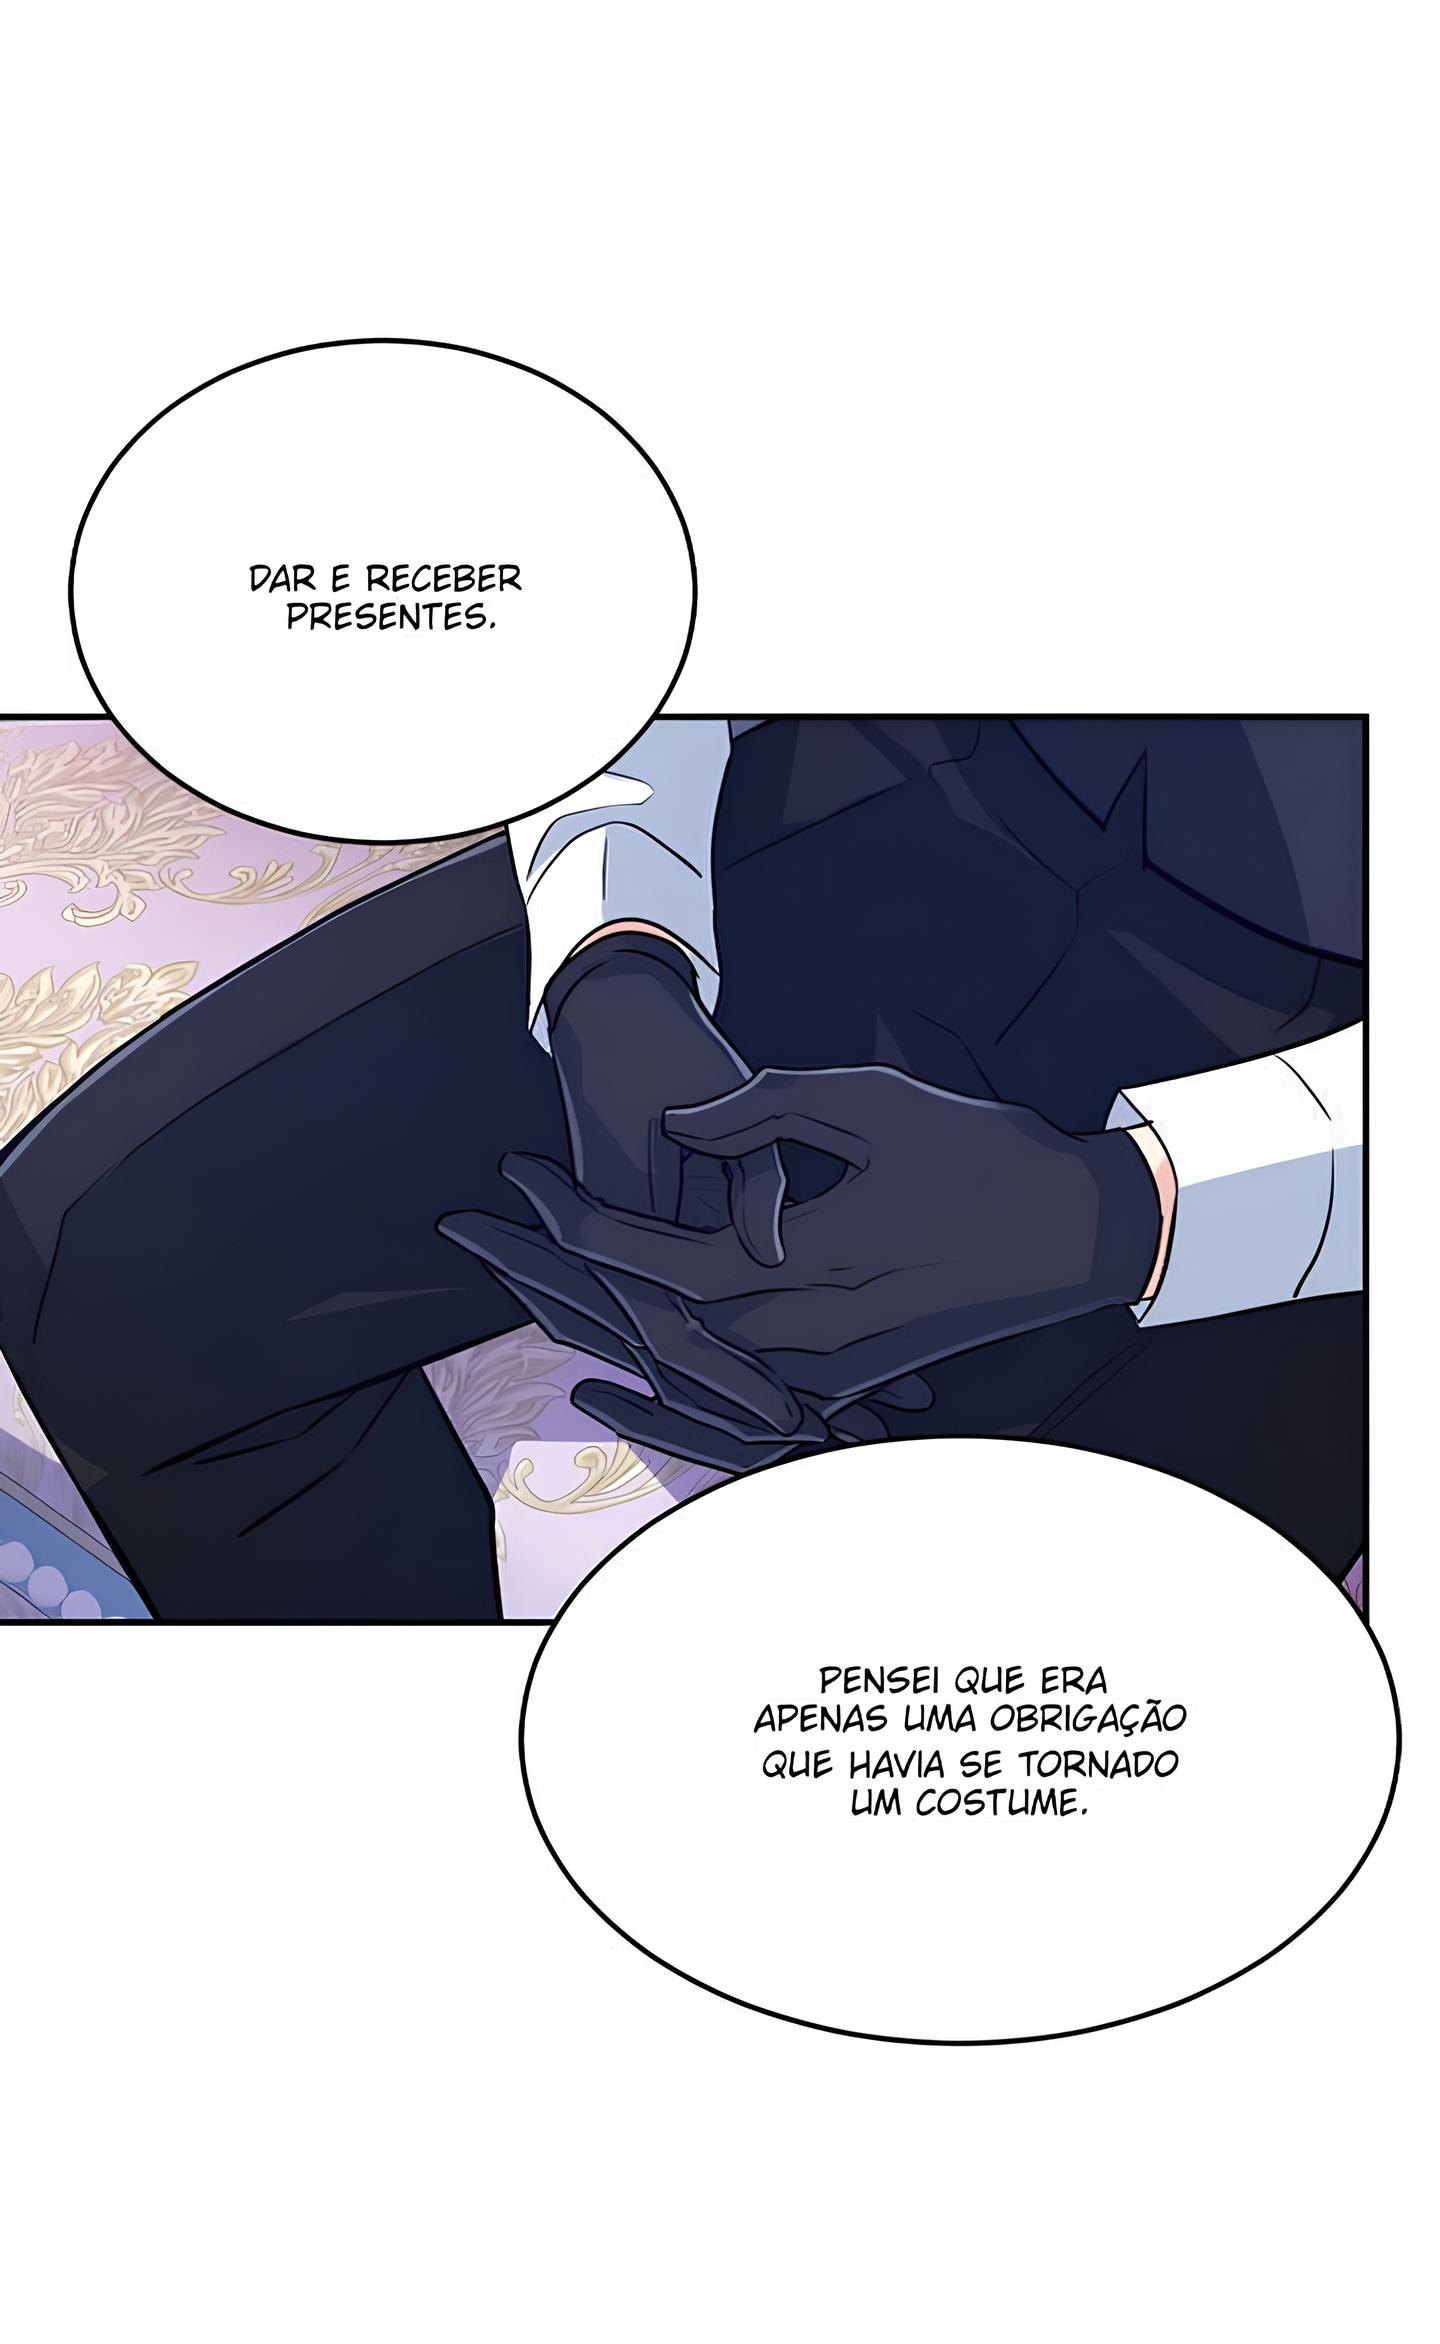 DAR E RECEBER
PRESENTES.
PENSEI QUE ERA
APENAS UMA OBRIGAÇÃO
QUE HAVIA SE TORNADO
UM COSTUME.